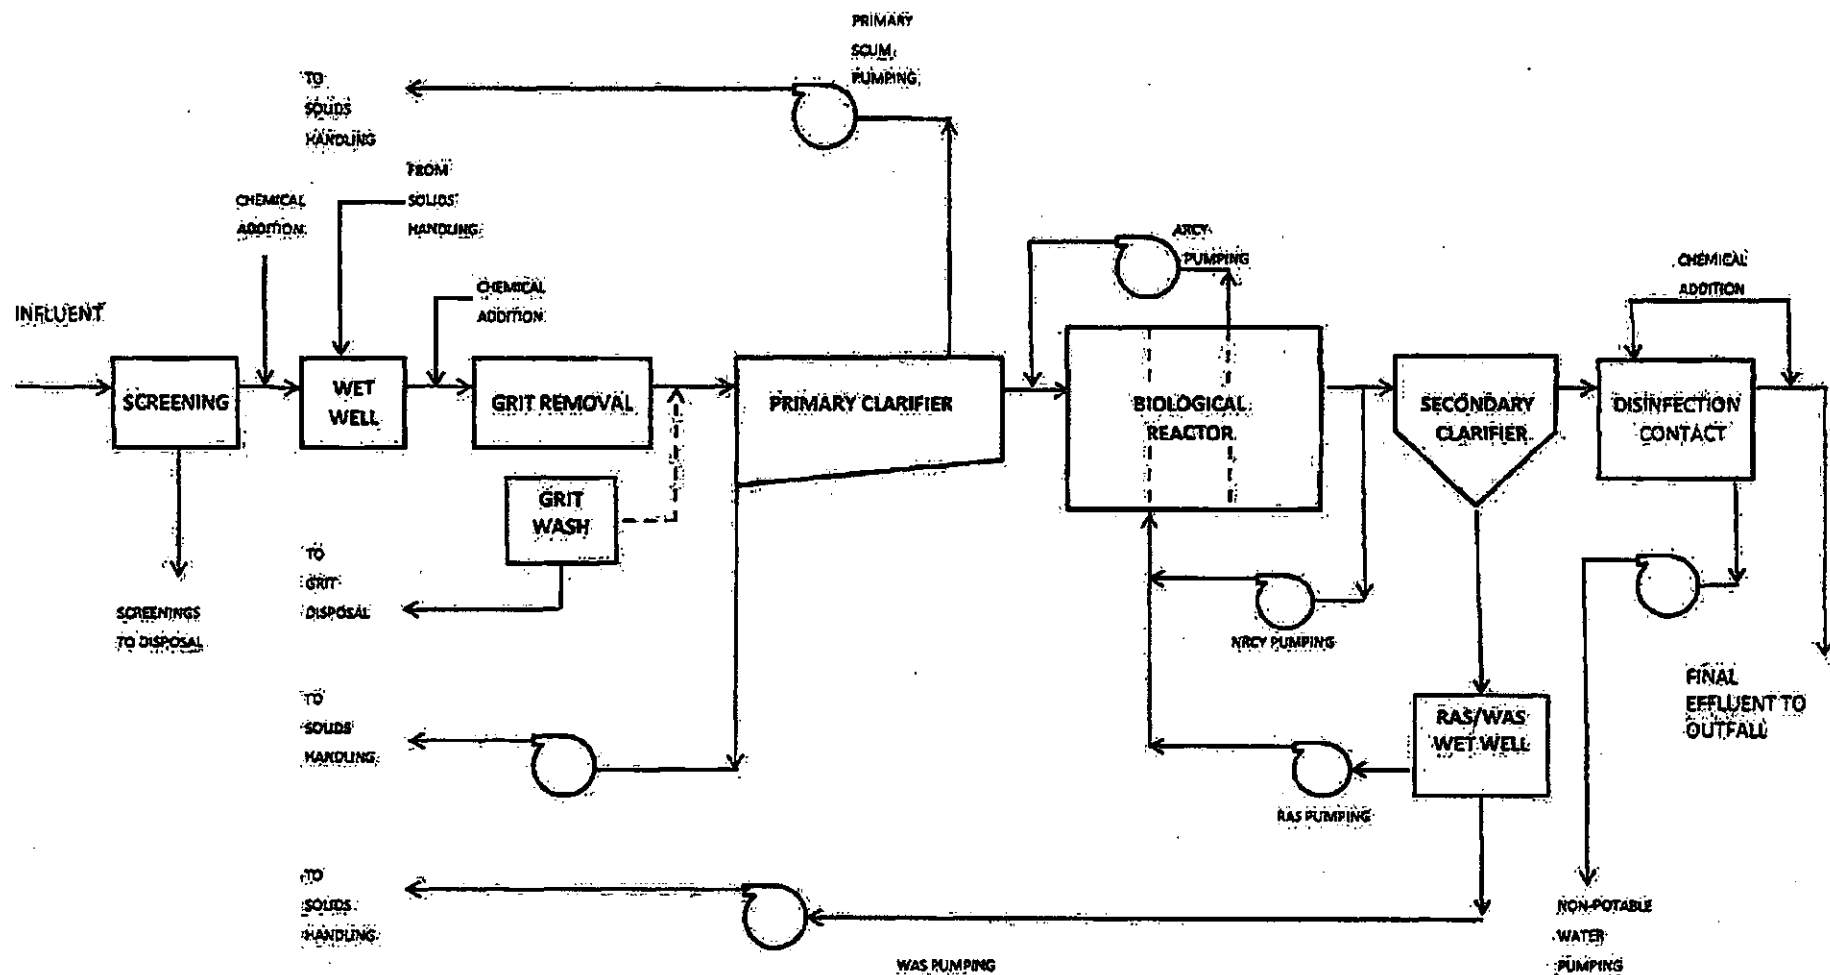 PRIMARY
SCUM
PUMPING
TO
SOLIDS
HANDLING
FROM
SOLIDS
HANDLING
CHEMICAL
ADDITION
CHEMICAL
ADDITION
ARCY
PUMPING
CHEMICAL
ADDITION
INFLUENT
SCREENING
WET
WELL
GRIT REMOVAL
PRIMARY CLARIFIER
BIOLOGICAL
REACTOR
SECONDARY
CLARIFIER
DISINFECTION
CONTACT
GRIT
WASH
TO
GRIT
DISPOSAL
SCREENINGS
TO DISPOSAL
NRCY PUMPING
FINAL
EFFLUENT TO
OUTFALL
TO
SOLIDS
HANDLING
RAS/WAS
WET WELL
RAS PUMPING
TO
SOLIDS
HANDLING
WAS PUMPING
NON-POTABLE
WATER
PUMPING